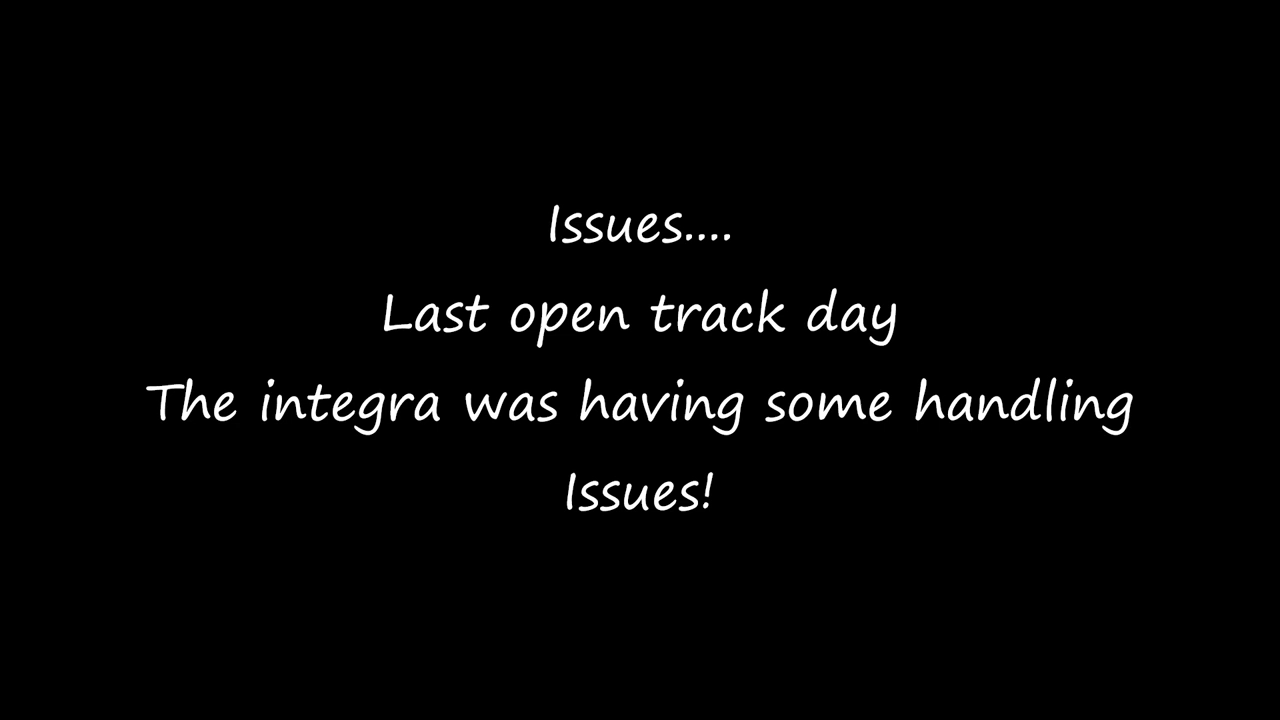 Issues....
Last open track day
The integra was having some handling
Issues!